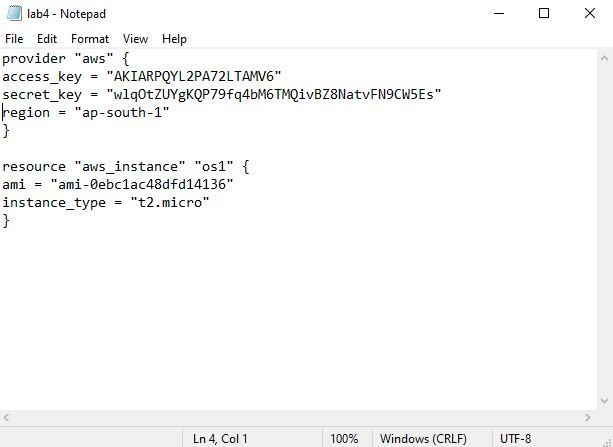 lab4 - Notepad
File Edit Format View Help
provider "aws" {
access_key = "AKIARPQYL2PA72LTAMV6"
secret_key = "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"
region = "ap-south-1"
}
resource "aws_instance" "os1" {
ami = "ami-0ebc1ac48dfd14136"
instance_type = "t2.micro"
}
Ln 4, Col 1 100% Windows (CRLF) UTF-8